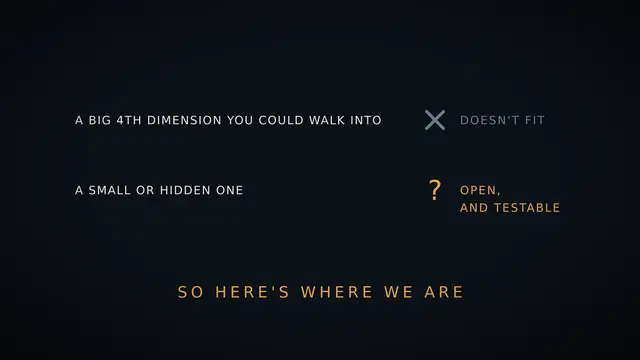 A BIG 4TH DIMENSION YOU COULD WALK INTO
DOESN'T FIT
A SMALL OR HIDDEN ONE
?
OPEN,
AND TESTABLE
SO HERE'S WHERE WE ARE